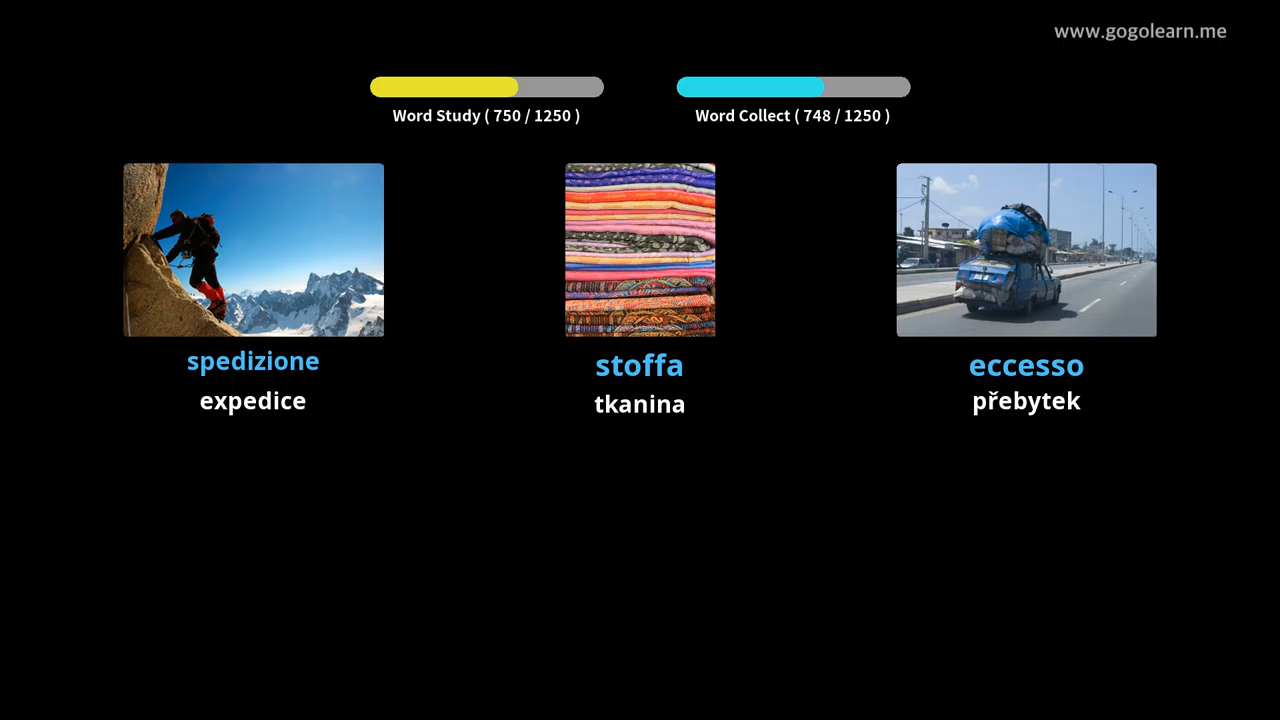 www.gogolearn.me
Word Study ( 750 / 1250 )
Word Collect ( 748 / 1250 )
spedizione
expedice
stoffa
tkanina
eccesso
přebytek